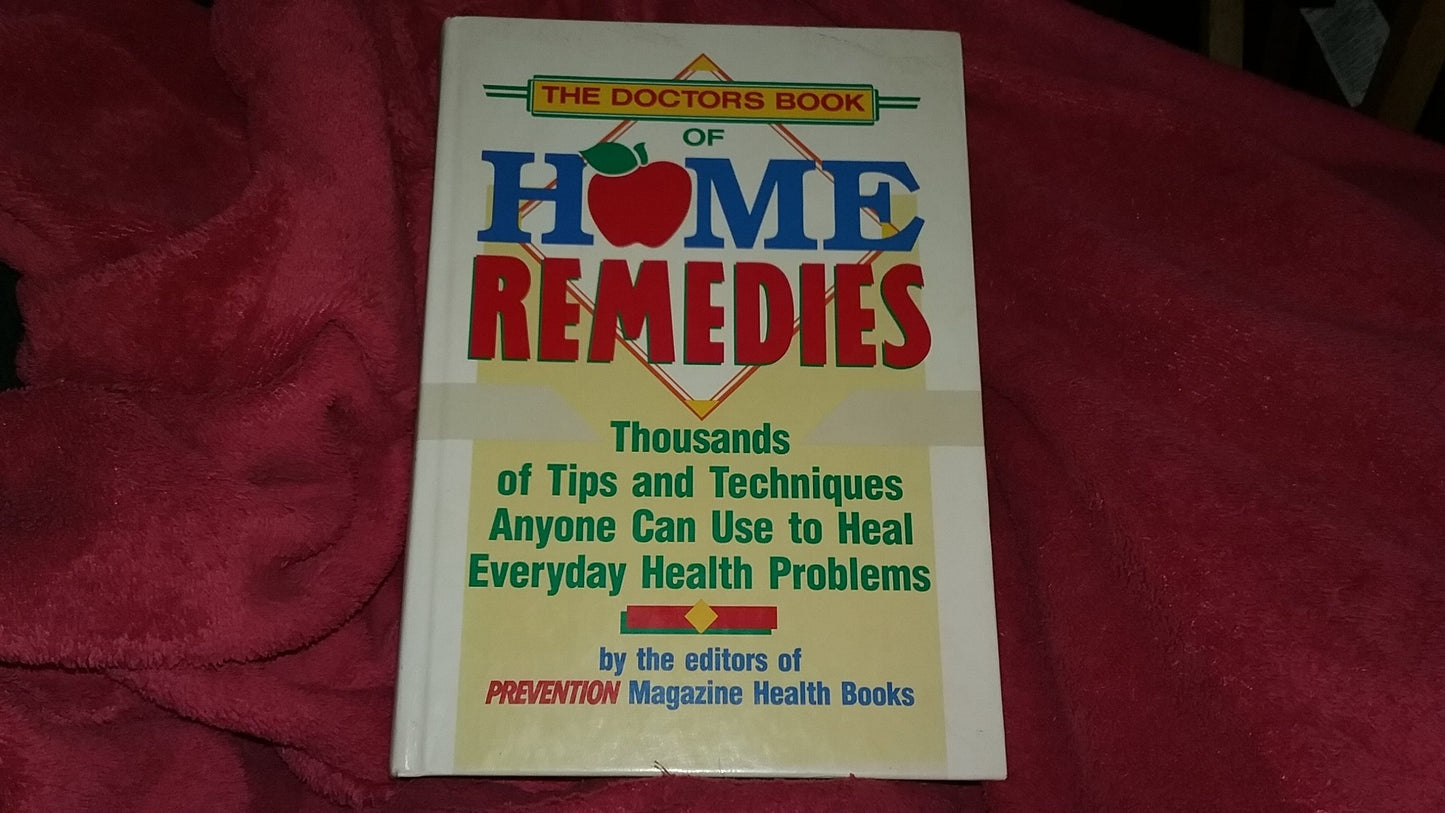 THE DOCTORS BOOK
OF
HOME
REMEDIES
Thousands
of Tips and Techniques
Anyone Can Use to Heal
Everyday Health Problems
by the editors of
PREVENTION Magazine Health Books